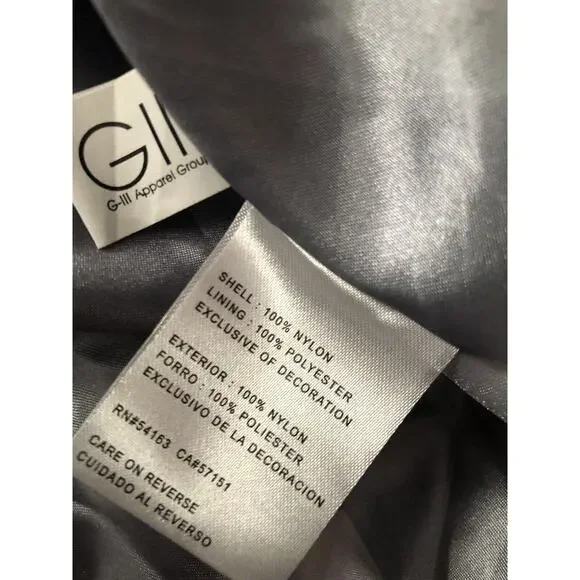 GIII
G-III Apparel Group
SHELL : 100% NYLON
LINING : 100% POLYESTER
EXCLUSIVE OF DECORATION
EXTERIOR : 100% NYLON
FORRO : 100% POLIESTER
EXCLUSIVO DE LA DECORACION
RN#54163 CA#57151
CARE ON REVERSE
CUIDADO AL REVERSO